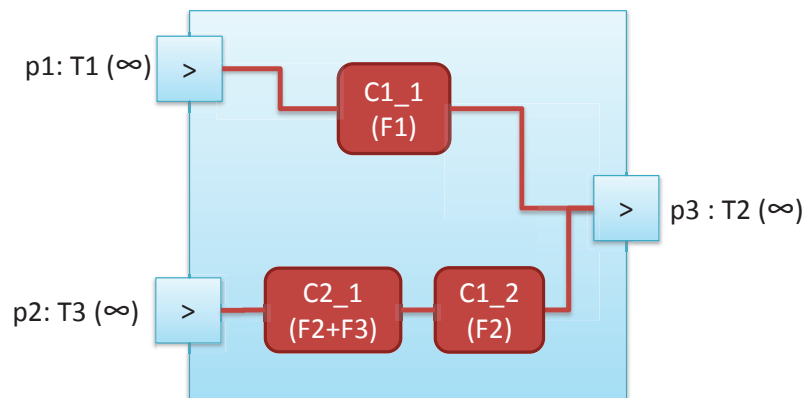 p1: T1 (∞)
>
C1_1
(F1)
>
p3 : T2 (∞)
p2: T3 (∞)
>
C2_1
(F2+F3)
C1_2
(F2)